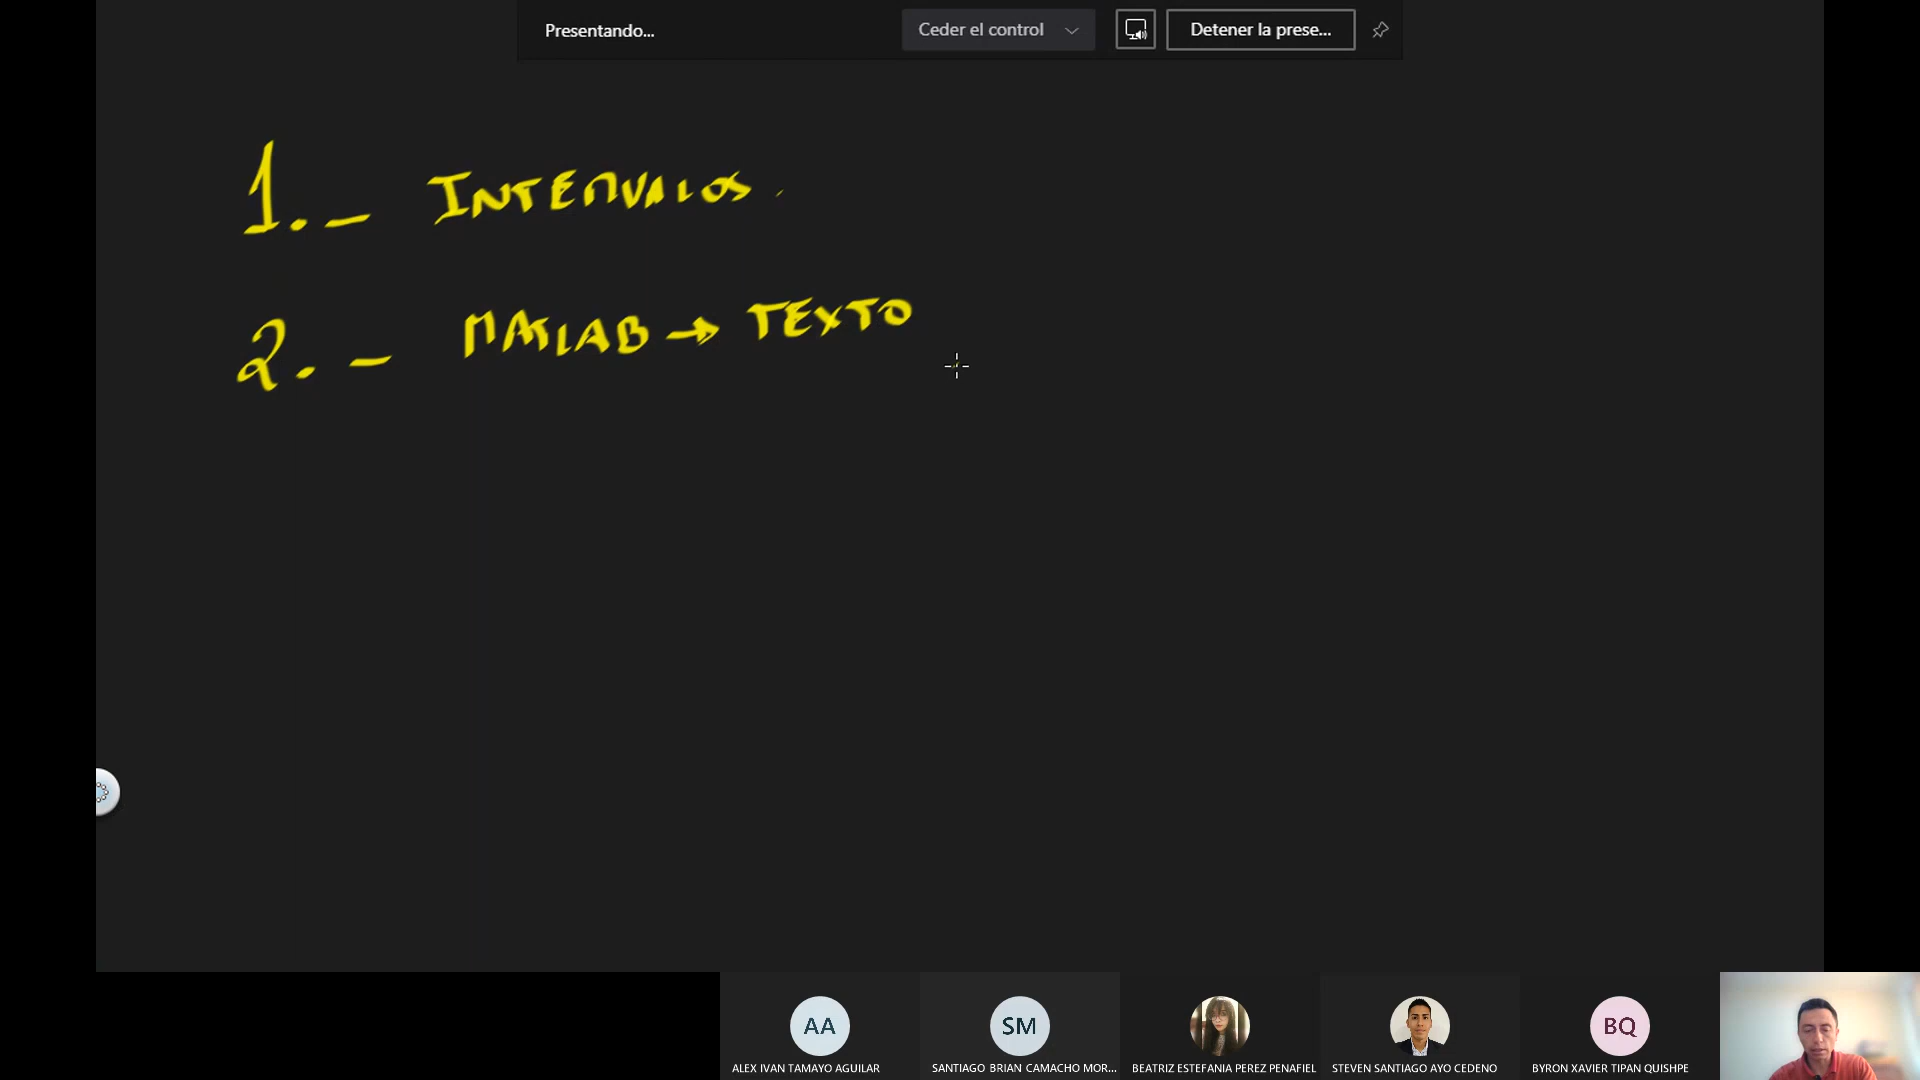 Presentando...
Ceder el control
Detener la prese...
1.- INTERVALOS.
2.- MATLAB → TEXTO
AA
SM
BQ
ALEX IVAN TAMAYO AGUILAR
SANTIAGO BRIAN CAMACHO MOR...
BEATRIZ ESTEFANIA PEREZ PENAFIEL
STEVEN SANTIAGO AYO CEDENO
BYRON XAVIER TIPAN QUISHPE